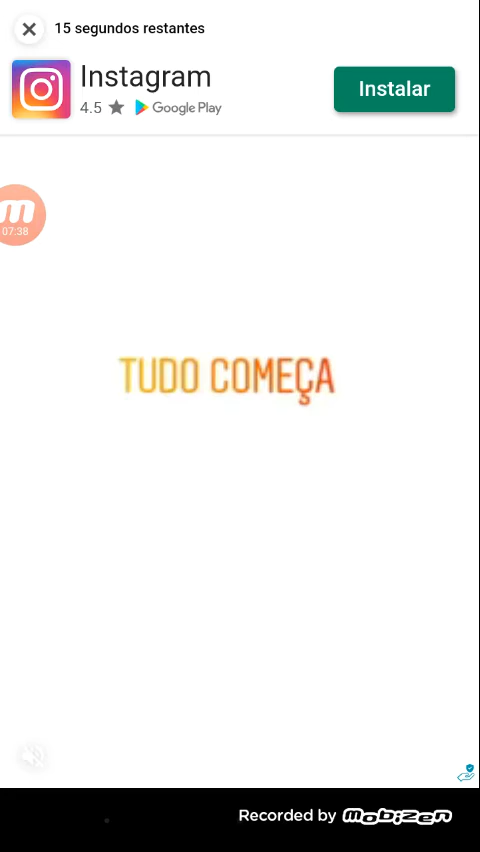 15 segundos restantes
Instagram
Instalar
4.5 ★ Google Play
07:38
TUDO COMEÇA
Recorded by Mobizen